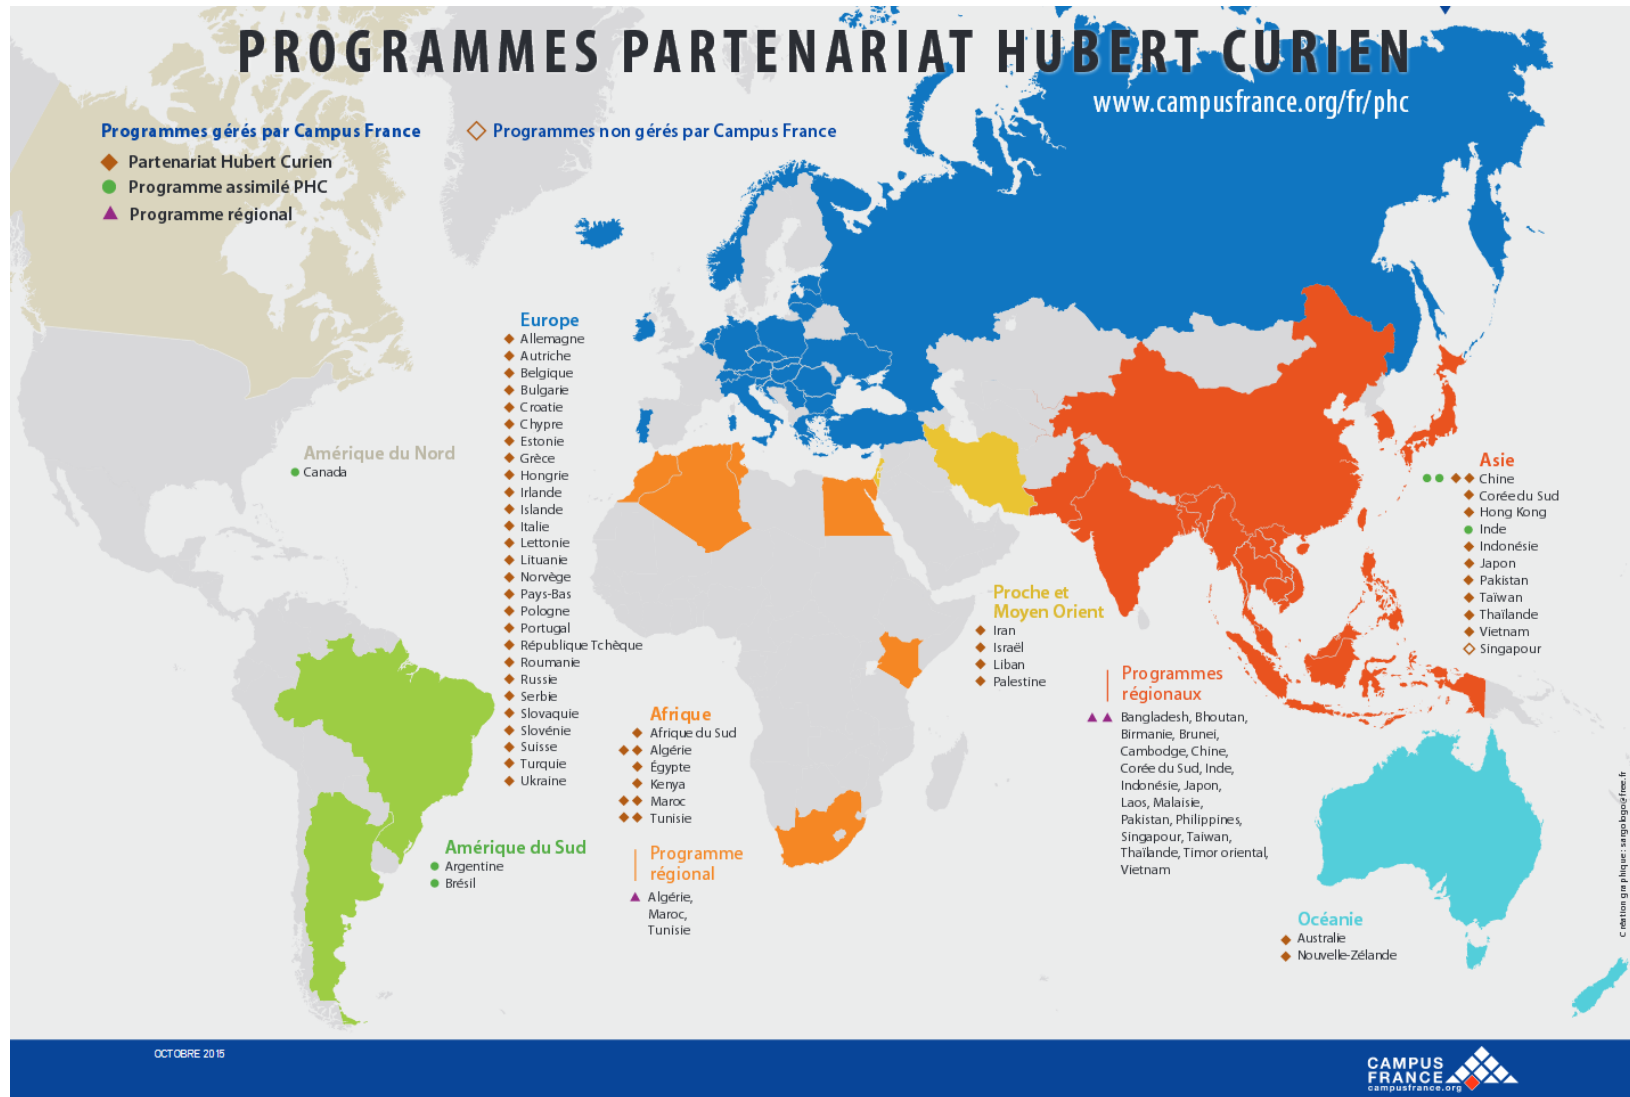 PROGRAMMES PARTENARIAT HUBERT CURIEN
www.campusfrance.org/fr/phc
Programmes gérés par Campus France
Programmes non gérés par Campus France
Partenariat Hubert Curien
Programme assimilé PHC
Programme régional
Amérique du Nord
Canada
Europe
Allemagne
Autriche
Belgique
Bulgarie
Croatie
Chypre
Estonie
Grèce
Hongrie
Irlande
Islande
Italie
Lettonie
Lituanie
Norvège
Pays-Bas
Pologne
Portugal
République Tchèque
Roumanie
Russie
Serbie
Slovaquie
Slovénie
Suisse
Turquie
Ukraine
Amérique du Sud
Argentine
Brésil
Afrique
Afrique du Sud
Algérie
Égypte
Kenya
Maroc
Tunisie
Programme
régional
Algérie,
Maroc,
Tunisie
Proche et
Moyen Orient
Iran
Israël
Liban
Palestine
Programmes
régionaux
Bangladesh, Bhoutan,
Birmanie, Brunei,
Cambodge, Chine,
Corée du Sud, Inde,
Indonésie, Japon,
Laos, Malaisie,
Pakistan, Philippines,
Singapour, Taiwan,
Thaïlande, Timor oriental,
Vietnam
Asie
Chine
Corée du Sud
Hong Kong
Inde
Indonésie
Japon
Pakistan
Taïwan
Thaïlande
Vietnam
Singapour
Océanie
Australie
Nouvelle-Zélande
Création graphique : sargologo@free.fr
OCTOBRE 2015
CAMPUS
FRANCE
campusfrance.org